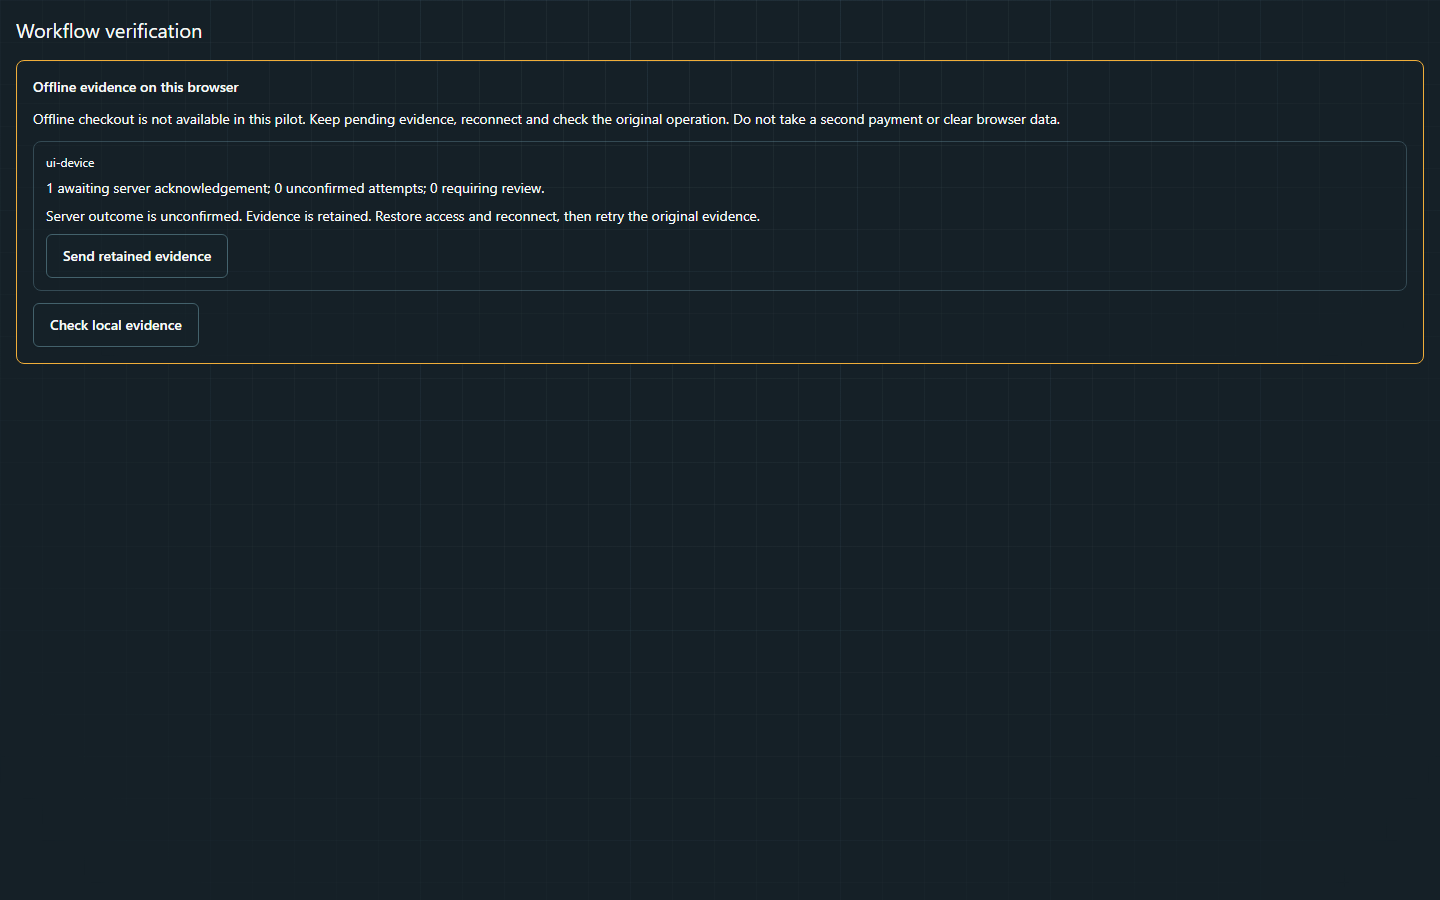 Workflow verification
Offline evidence on this browser
Offline checkout is not available in this pilot. Keep pending evidence, reconnect and check the original operation. Do not take a second payment or clear browser data.
ui-device
1 awaiting server acknowledgement; 0 unconfirmed attempts; 0 requiring review.
Server outcome is unconfirmed. Evidence is retained. Restore access and reconnect, then retry the original evidence.
Send retained evidence
Check local evidence